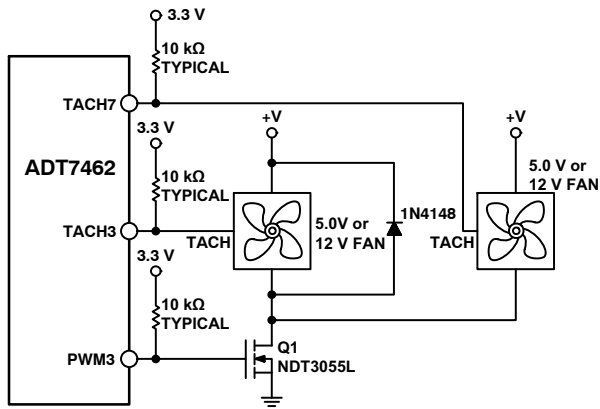 3.3 V
10 kΩ
TYPICAL
TACH7
3.3 V
+V
+V
ADT7462
10 kΩ
TYPICAL
5.0 V or
12 V FAN
1N4148
TACH3
TACH
5.0V or
12 V FAN
TACH
3.3 V
10 kΩ
TYPICAL
Q1
NDT3055L
PWM3